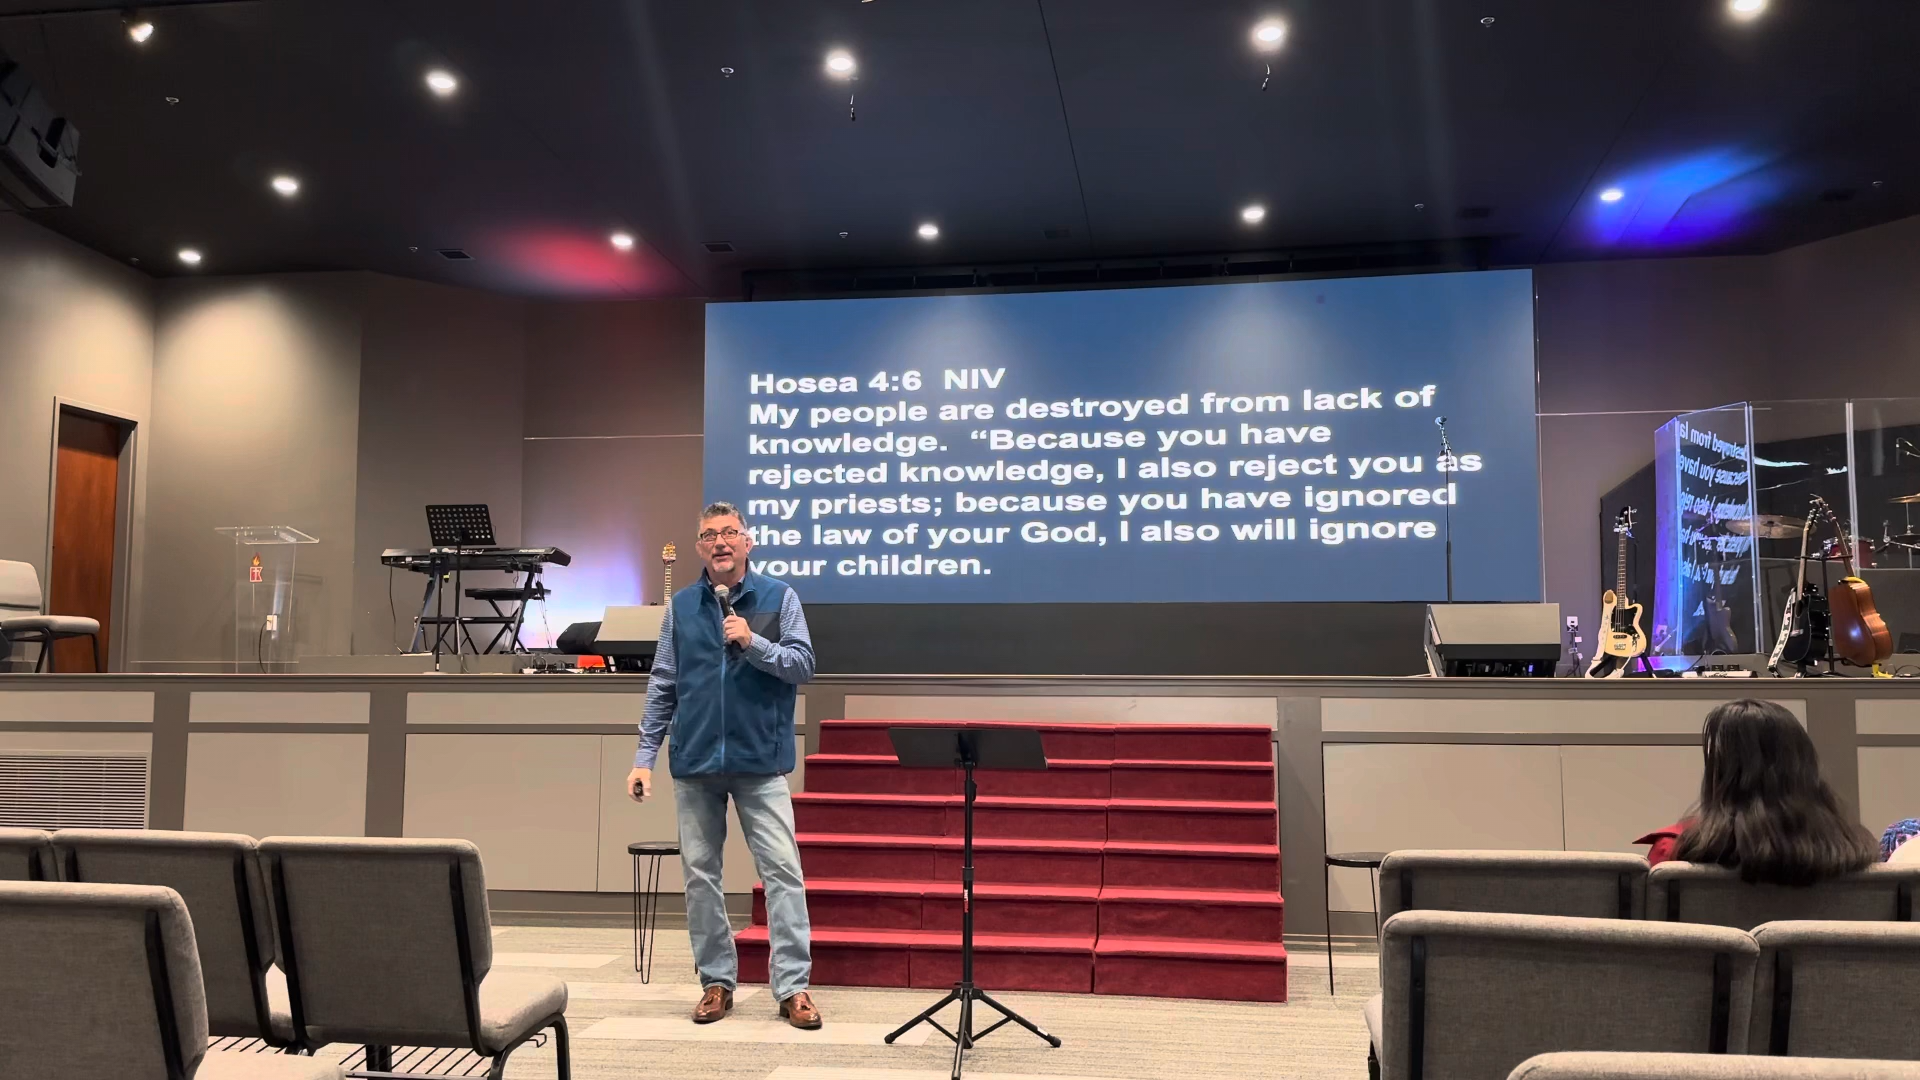 Hosea 4:6 NIV
My people are destroyed from lack of
knowledge. “Because you have
rejected knowledge, I also reject you as
my priests; because you have ignored
the law of your God, I also will ignore
your children.